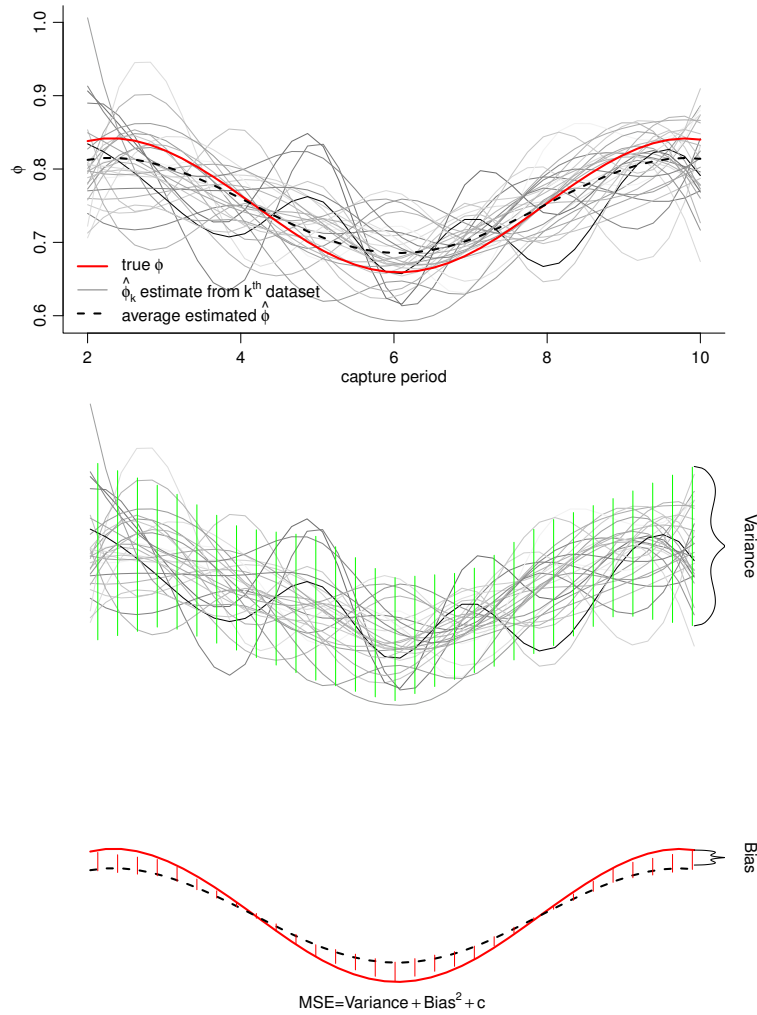 1.0
0.9
0.8
0.7
0.6
ϕ
true ϕ
ϕ̂ₖ estimate from kᵗʰ dataset
average estimated ϕ̂
2 4 6 8 10
capture period
Variance
Bias
MSE=Variance+Bias²+c